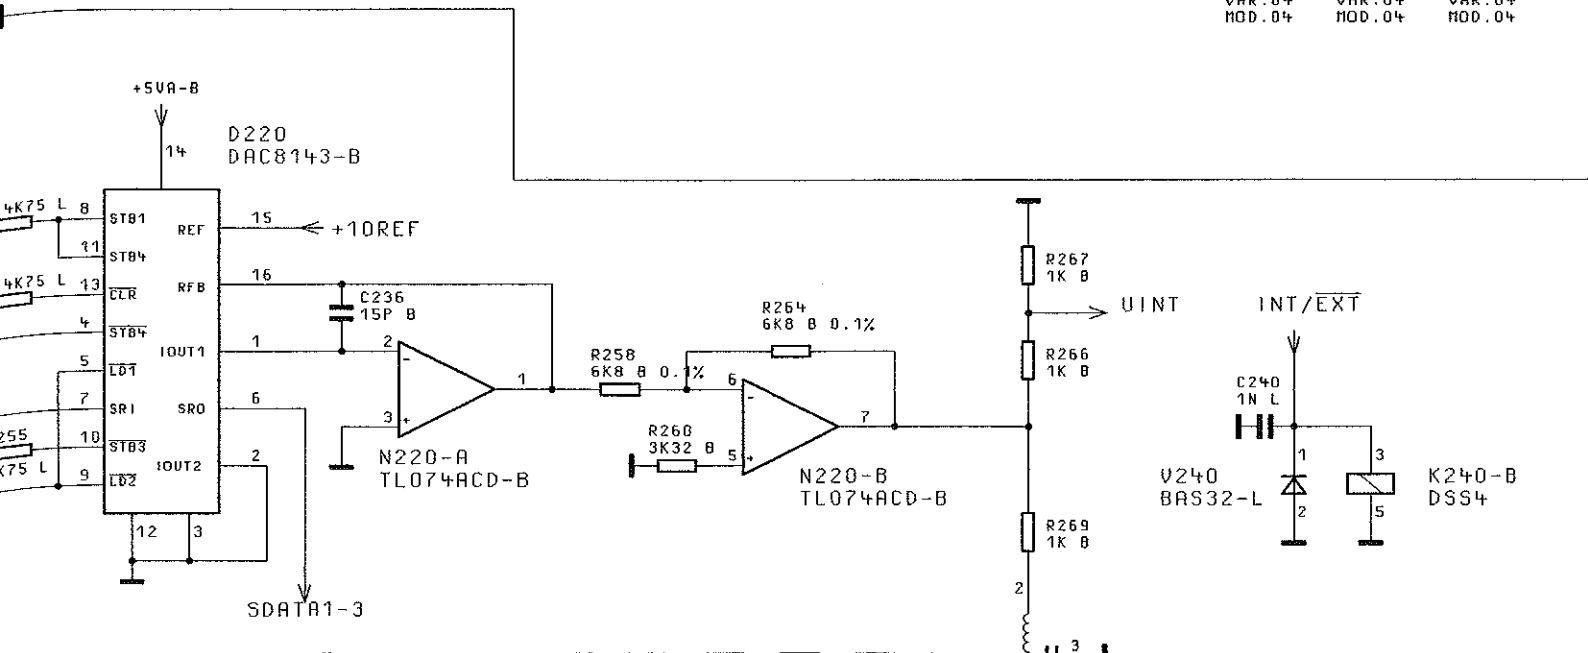 VAR.04 VAR.04 VAR.04
MOD.04 MOD.04 MOD.04
+5VA-B
D220
DAC8143-B
14
4K75 L 8 STB1
REF 15 +10REF
11 STB4
4K75 L 13 CLR
RFB 16
C236
15P B
4 STB4
IOUT1 1
2
-
5 LD1
7 SRI
SRO 6
3
+
1
255
K75 L
10 STB3
IOUT2 2
9 LD2
12 3
N220-A
TL074ACD-B
SDATA1-3
R258
6K8 B 0.1%
R264
6K8 B 0.1%
6
-
R260
3K32 B
5
+
7
N220-B
TL074ACD-B
R267
1K B
UINT
R266
1K B
R269
1K B
2
3
INT/EXT
C240
1N L
1
V240
BAS32-L
2
3
5
K240-B
DSS4